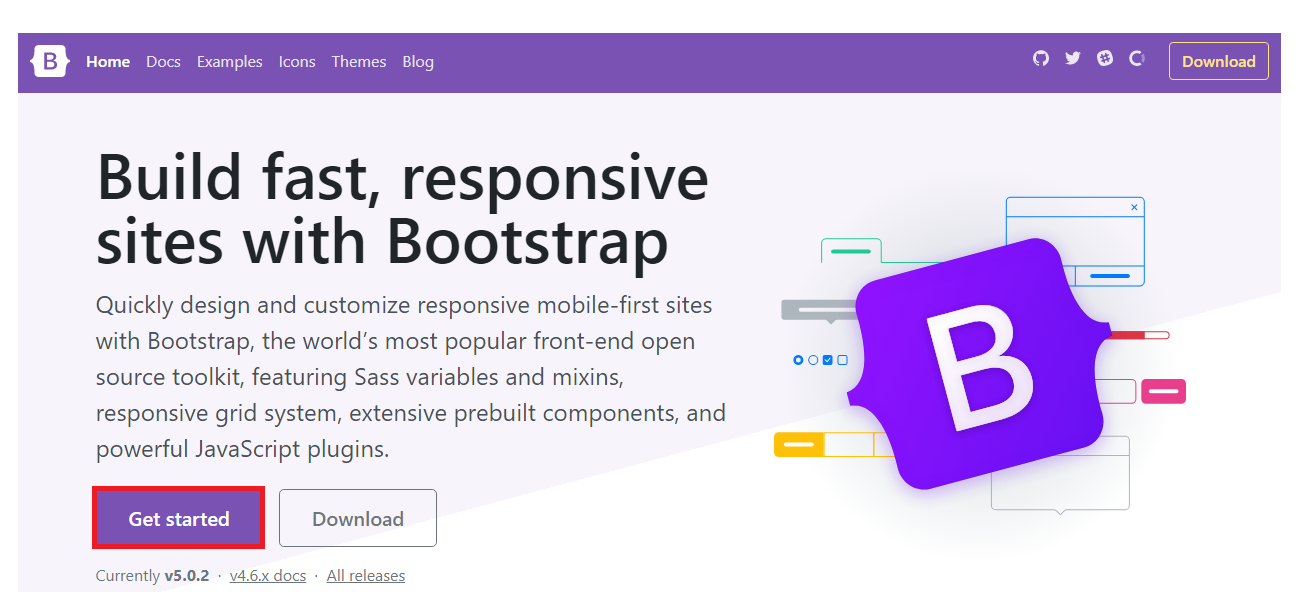 B Home Docs Examples Icons Themes Blog Download
Build fast, responsive
sites with Bootstrap
Quickly design and customize responsive mobile-first sites
with Bootstrap, the world’s most popular front-end open
source toolkit, featuring Sass variables and mixins,
responsive grid system, extensive prebuilt components, and
powerful JavaScript plugins.
B
Get started Download
Currently v5.0.2 · v4.6.x docs · All releases